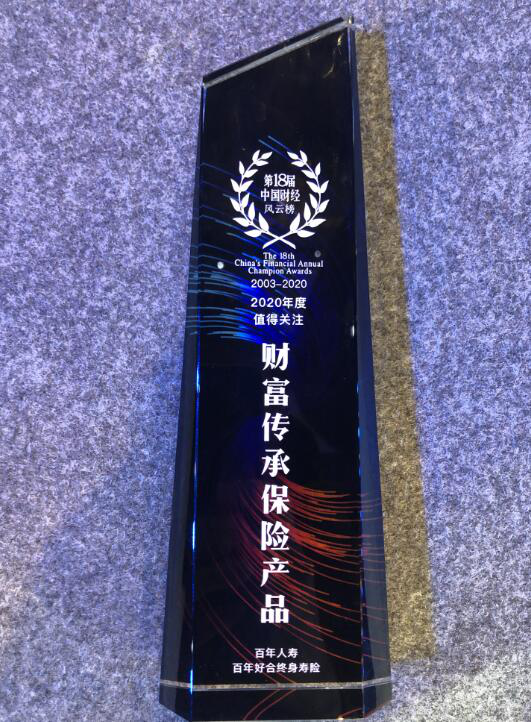 第18届
中国财经
风云榜
The 18th
China's Financial Annual
Champion Awards
2003-2020
2020年度
值得关注
财富传承保险产品
百年人寿
百年好合终身寿险